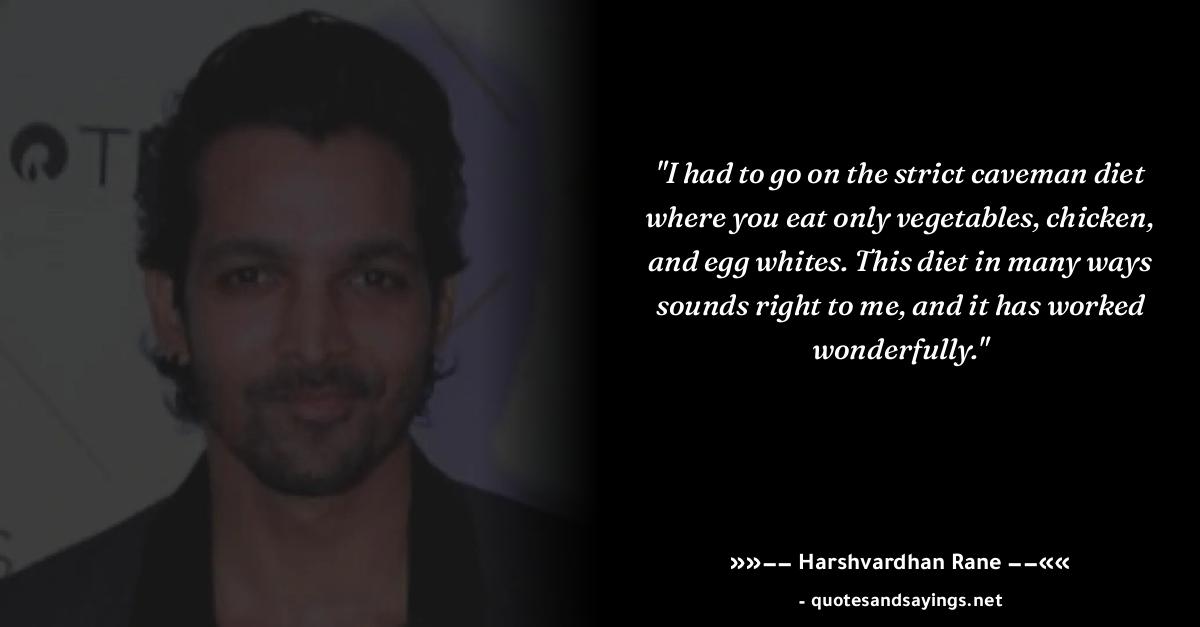 T
"I had to go on the strict caveman diet
where you eat only vegetables, chicken,
and egg whites. This diet in many ways
sounds right to me, and it has worked
wonderfully."
»»−− Harshvardhan Rane −−««
- quotesandsayings.net
S